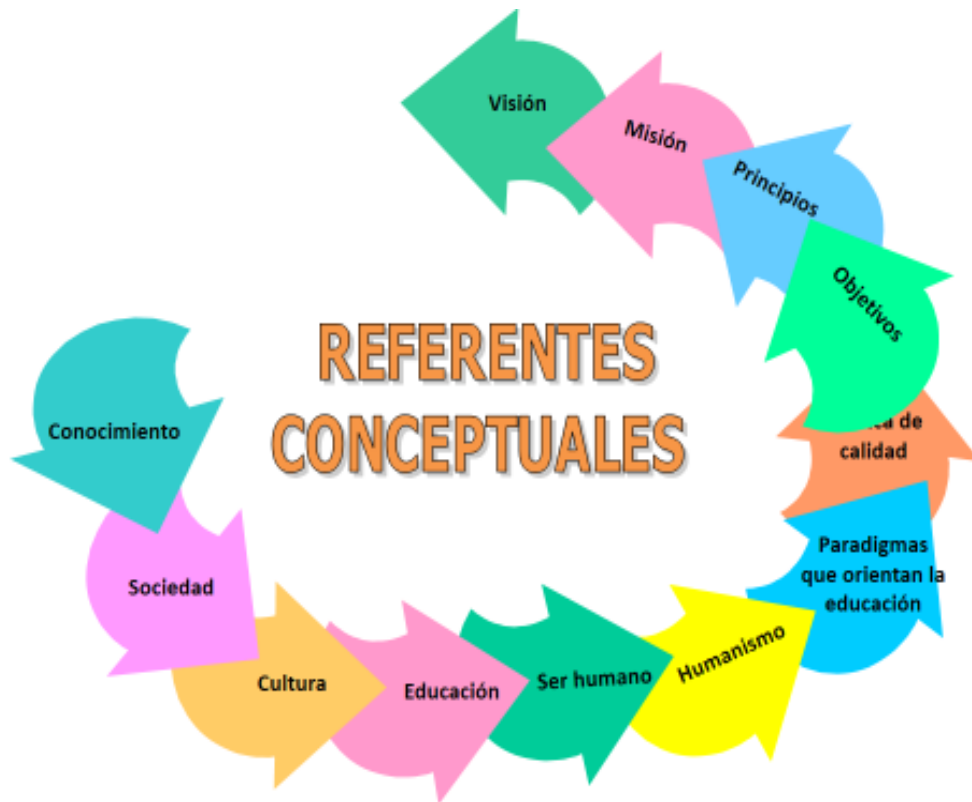 Visión
Misión
Principios
Objetivos
de
calidad
Paradigmas
que orientan la
educación
Humanismo
Ser humano
Educación
Cultura
Sociedad
Conocimiento
REFERENTES
CONCEPTUALES